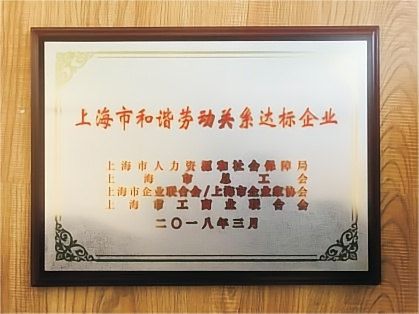 上海市和谐劳动关系达标企业
上海市人力资源和社会保障局
上海市总工会
上海市企业联合会/上海市企业家协会
上海市工商业联合会
二〇一八年三月